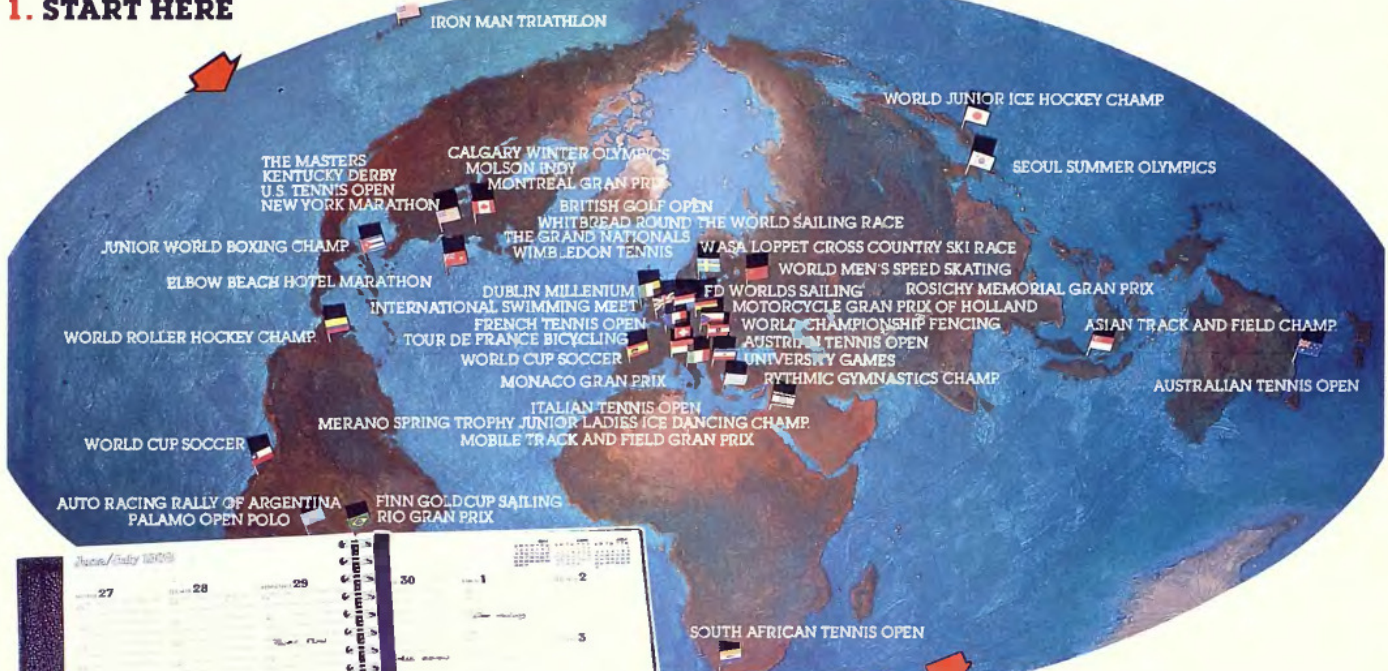 1. START HERE
IRON MAN TRIATHLON
WORLD JUNIOR ICE HOCKEY CHAMP
SEOUL SUMMER OLYMPICS
THE MASTERS
KENTUCKY DERBY
U.S. TENNIS OPEN
NEW YORK MARATHON
CALGARY WINTER OLYMPICS
MOLSON INDY
MONTREAL GRAN PRIX
BRITISH GOLF OPEN
WHITBREAD ROUND THE WORLD SAILING RACE
THE GRAND NATIONALS
WIMBLEDON TENNIS
WASA LOPPET CROSS COUNTRY SKI RACE
WORLD MEN'S SPEED SKATING
JUNIOR WORLD BOXING CHAMP
ELBOW BEACH HOTEL MARATHON
DUBLIN MILLENIUM
FD WORLDS SAILING
ROSICHY MEMORIAL GRAN PRIX
INTERNATIONAL SWIMMING MEET
MOTORCYCLE GRAN PRIX OF HOLLAND
FRENCH TENNIS OPEN
WORLD CHAMPIONSHIP FENCING
WORLD ROLLER HOCKEY CHAMP.
TOUR DE FRANCE BICYCLING
AUSTRIAN TENNIS OPEN
WORLD CUP SOCCER
UNIVERSITY GAMES
MONACO GRAN PRIX
RYTHMIC GYMNASTICS CHAMP.
ASIAN TRACK AND FIELD CHAMP.
AUSTRALIAN TENNIS OPEN
ITALIAN TENNIS OPEN
MERANO SPRING TROPHY JUNIOR LADIES ICE DANCING CHAMP.
MOBILE TRACK AND FIELD GRAN PRIX
WORLD CUP SOCCER
AUTO RACING RALLY OF ARGENTINA
PALAMO OPEN POLO
FINN GOLDCUP SAILING
RIO GRAN PRIX
SOUTH AFRICAN TENNIS OPEN
June/July
27
28
29
30
1
2
3